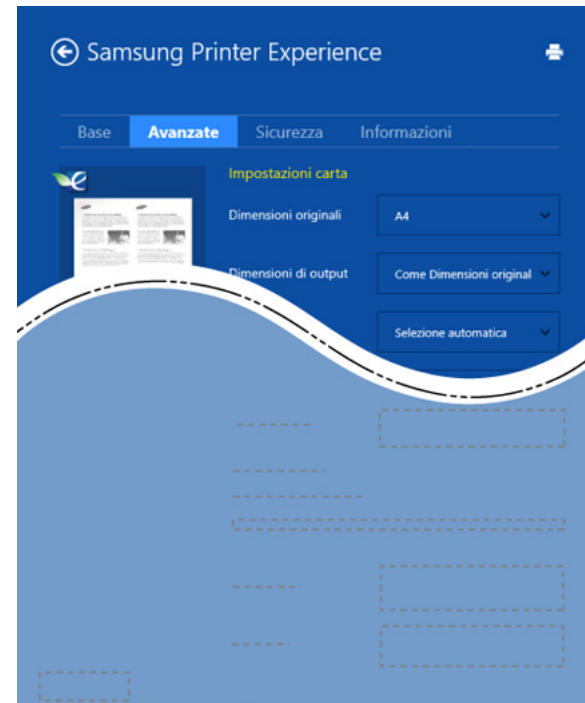 Samsung Printer Experience
Base Avanzate Sicurezza Informazioni
Impostazioni carta
Dimensioni originali A4
Dimensioni di output Come Dimensioni original
Selezione automatica